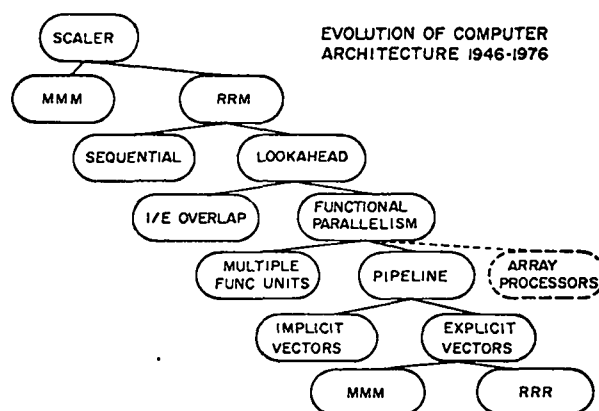 EVOLUTION OF COMPUTER
ARCHITECTURE 1946-1976
SCALER
MMM
RRM
SEQUENTIAL
LOOKAHEAD
I/E OVERLAP
FUNCTIONAL
PARALLELISM
MULTIPLE
FUNC UNITS
PIPELINE
ARRAY
PROCESSORS
IMPLICIT
VECTORS
EXPLICIT
VECTORS
MMM
RRR